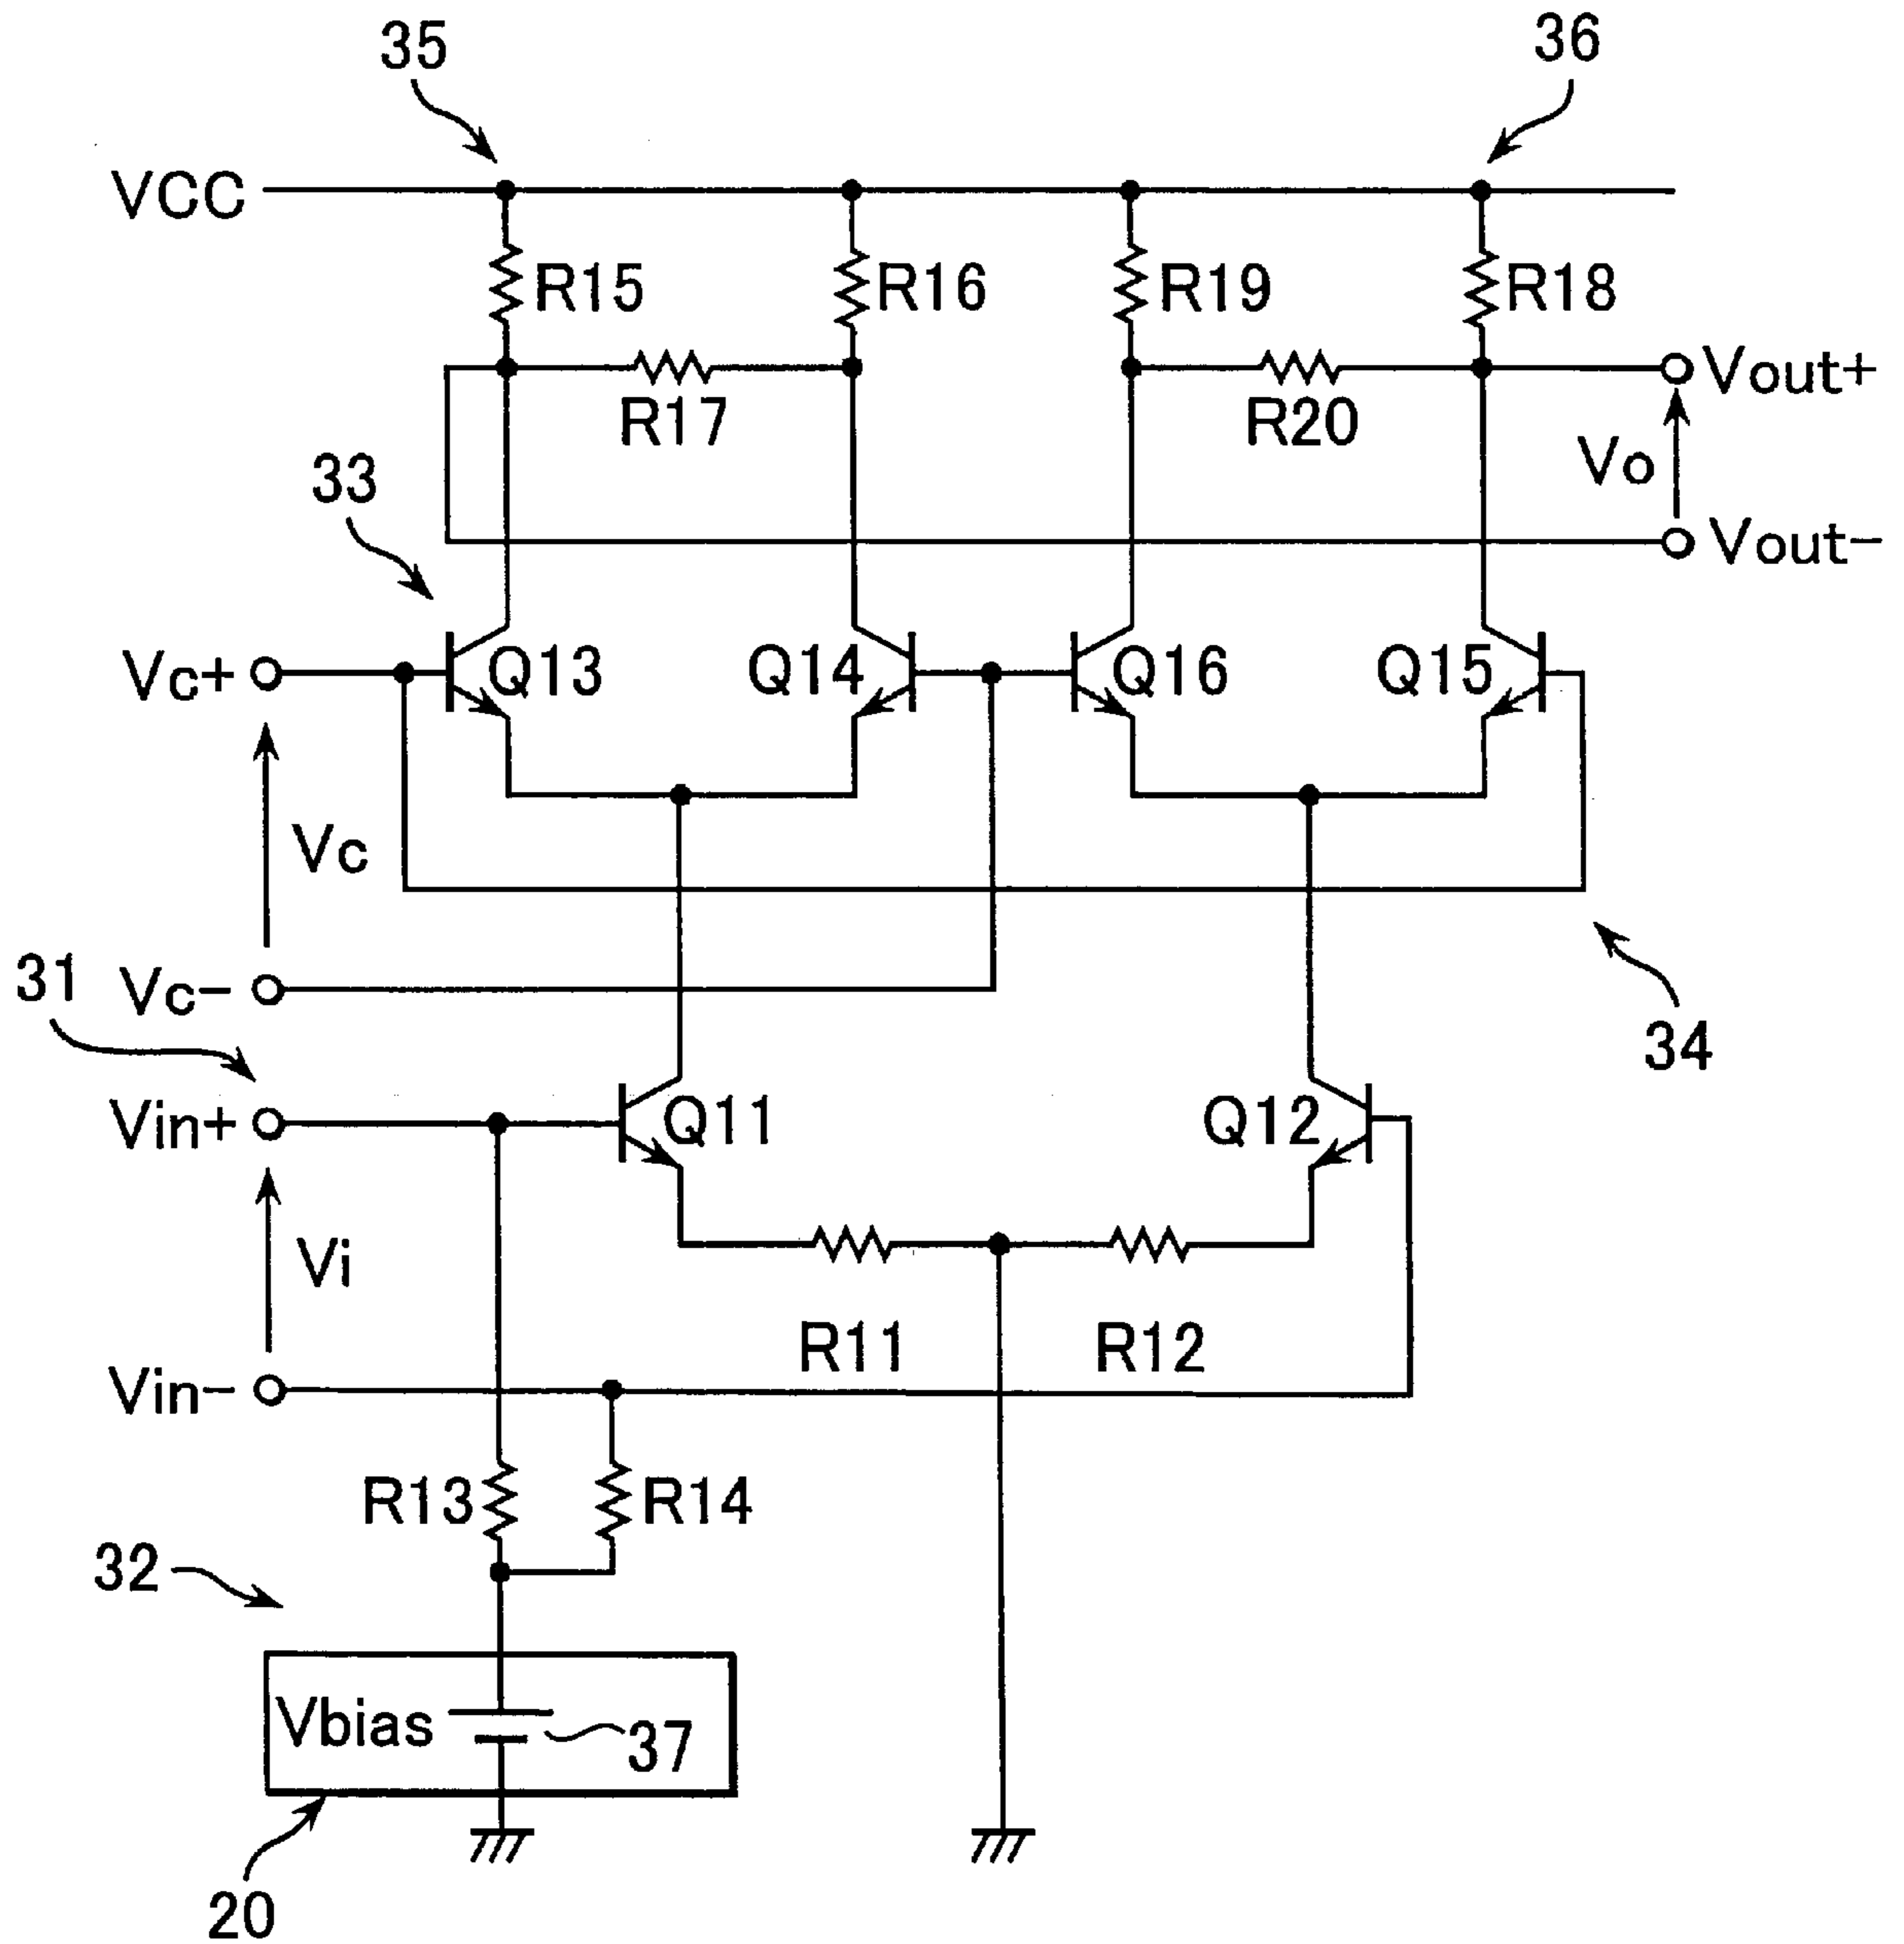 35
36
VCC
R15
R16
R19
R18
R17
R20
Vout+
Vo
Vout-
33
Vc+
Q13
Q14
Q16
Q15
Vc
31
Vc-
34
Vin+
Q11
Q12
Vi
R11
R12
Vin-
R13
R14
32
Vbias
37
20